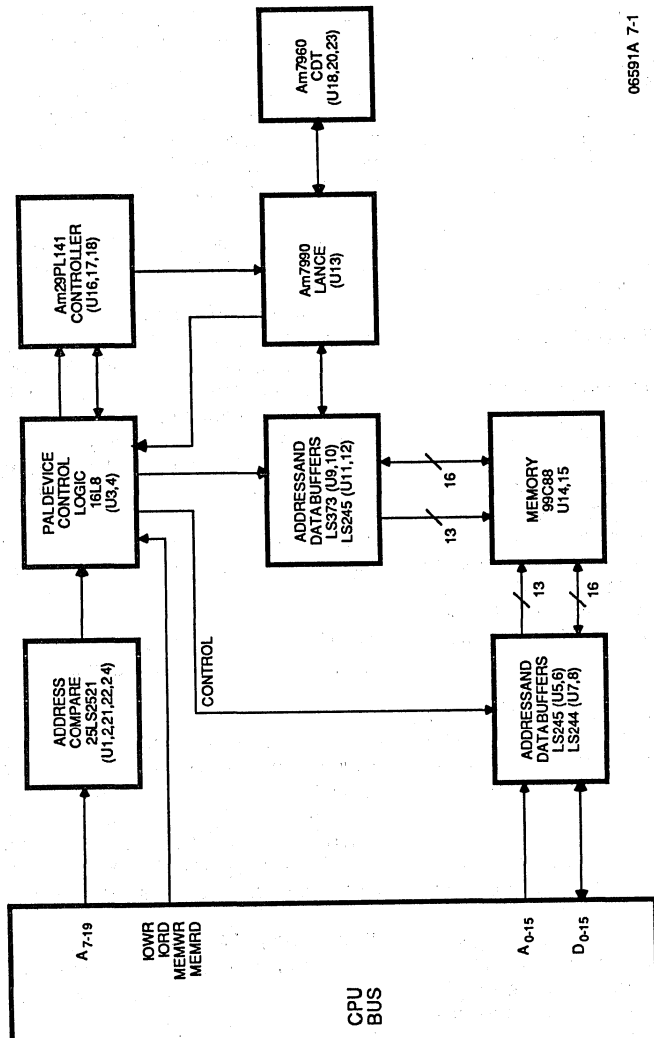 CPU
BUS
A 7-19
IOWR
IORD
MEMWR
MEMRD
A 0-15
D 0-15
ADDRESS
COMPARE
25LS2521
(U1,2,21,22,24)
CONTROL
ADDRESSAND
DATABUFFERS
LS245 (U5,6)
LS244 (U7,8)
PALDEVICE
CONTROL
LOGIC
16L8
(U3,4)
ADDRESSAND
DATABUFFERS
LS373 (U9,10)
LS245 (U11,12)
13
16
13
16
MEMORY
99C88
U14,15
Am29PL141
CONTROLLER
(U16,17,18)
Am7990
LANCE
(U13)
Am7960
CDT
(U18,20,23)
06591A 7-1